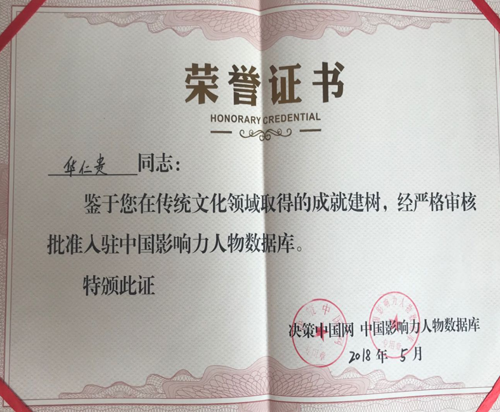 荣誉证书
HONORARY CREDENTIAL
华仁贵 同志：
鉴于您在传统文化领域取得的成就建树，经严格审核
批准入驻中国影响力人物数据库。
特颁此证
决策中国网 中国影响力人物数据库
2018 年 5 月